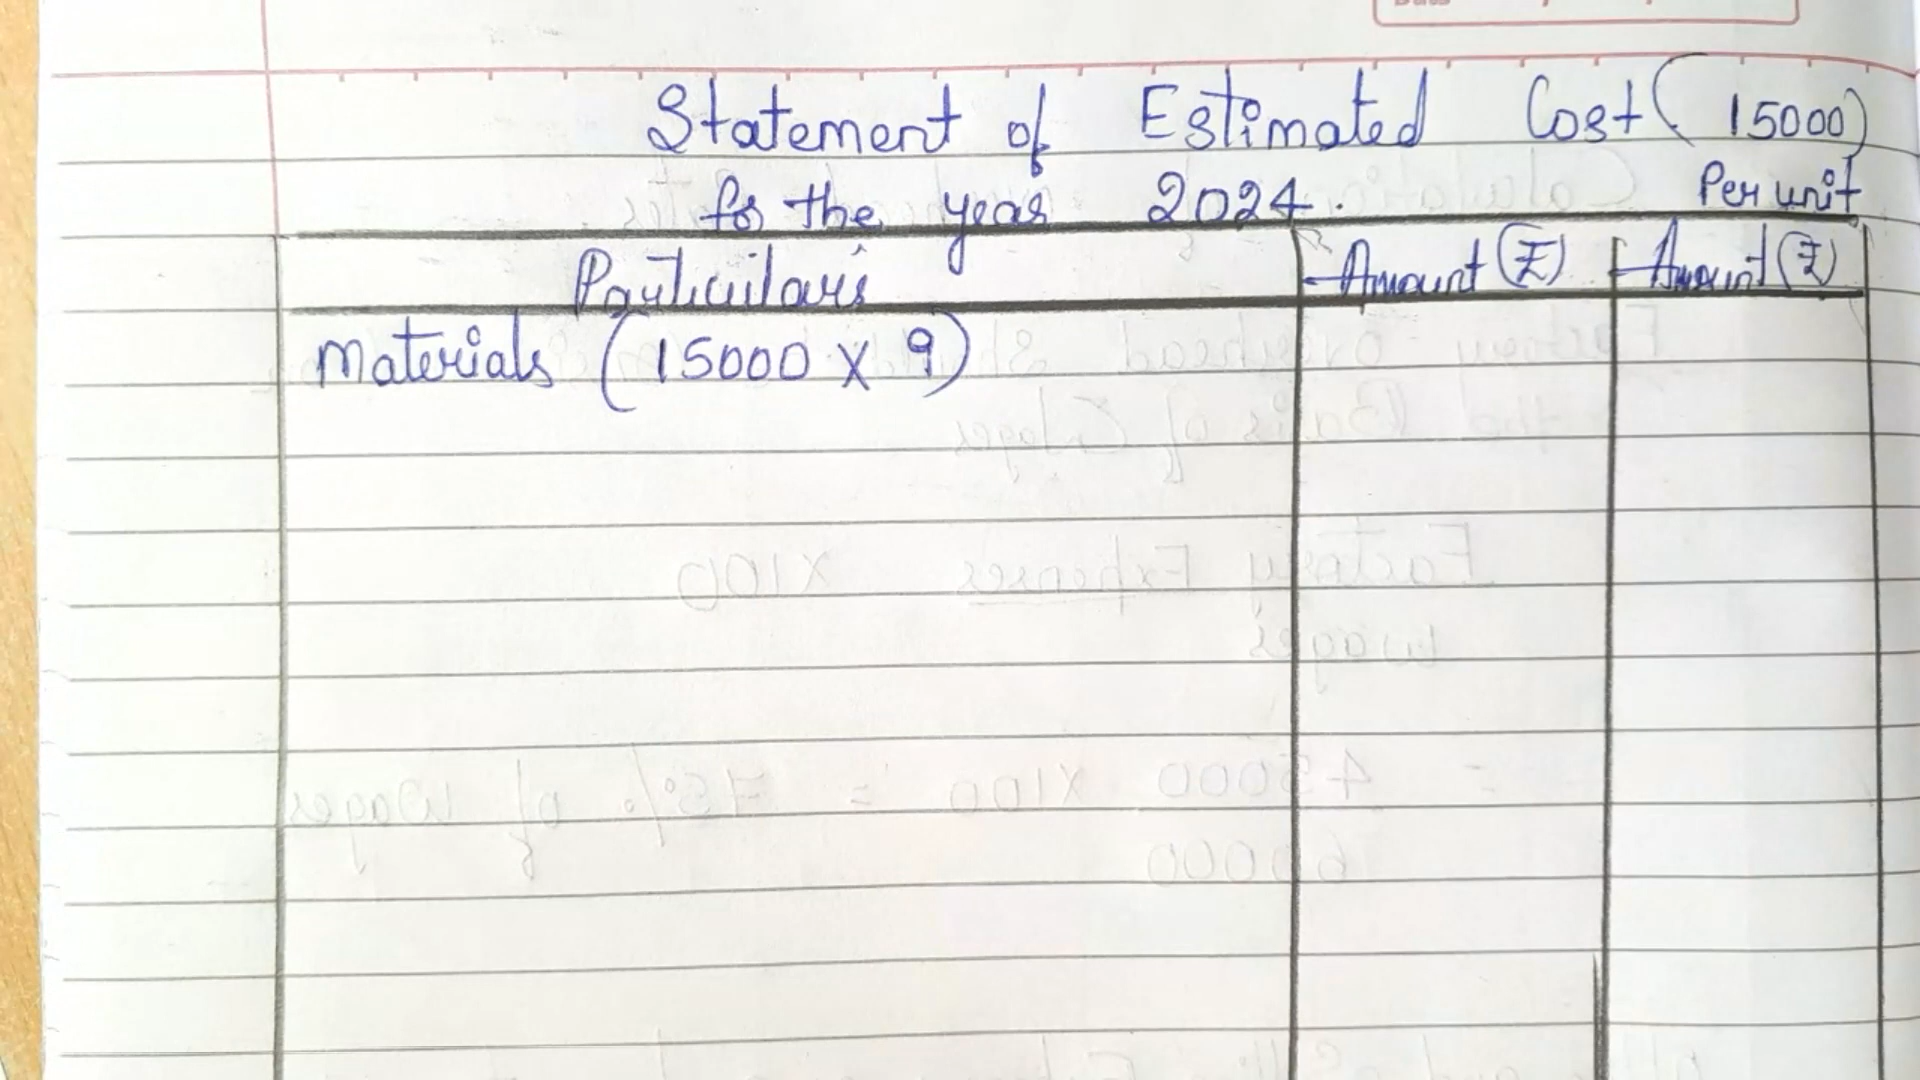 Statement of Estimated Cost (15000)
for the year 2024.
Per unit
Particulars Amount (₹) Amount (₹)
Materials (15000 X 9)